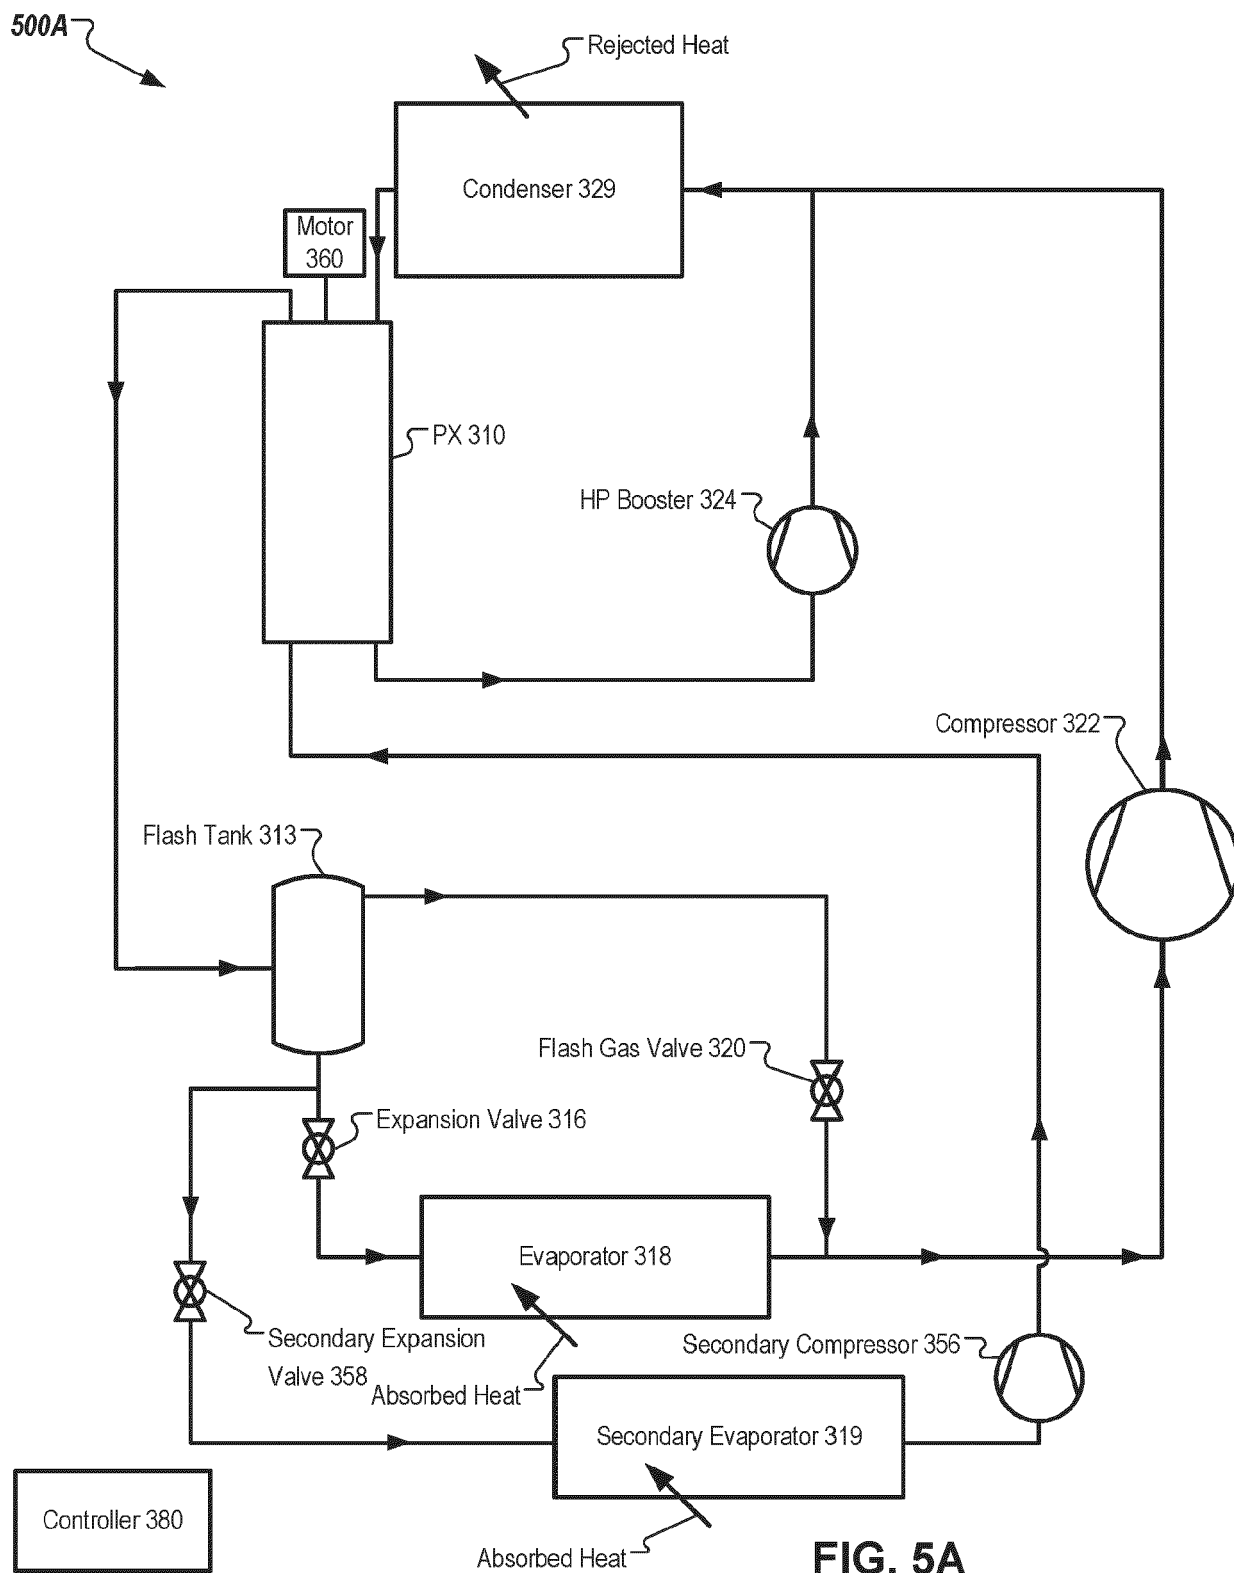 500A
Rejected Heat
Condenser 329
Motor
360
PX 310
HP Booster 324
Compressor 322
Flash Tank 313
Flash Gas Valve 320
Expansion Valve 316
Evaporator 318
Secondary Expansion
Valve 358
Secondary Compressor 356
Absorbed Heat
Secondary Evaporator 319
Controller 380
Absorbed Heat
FIG. 5A